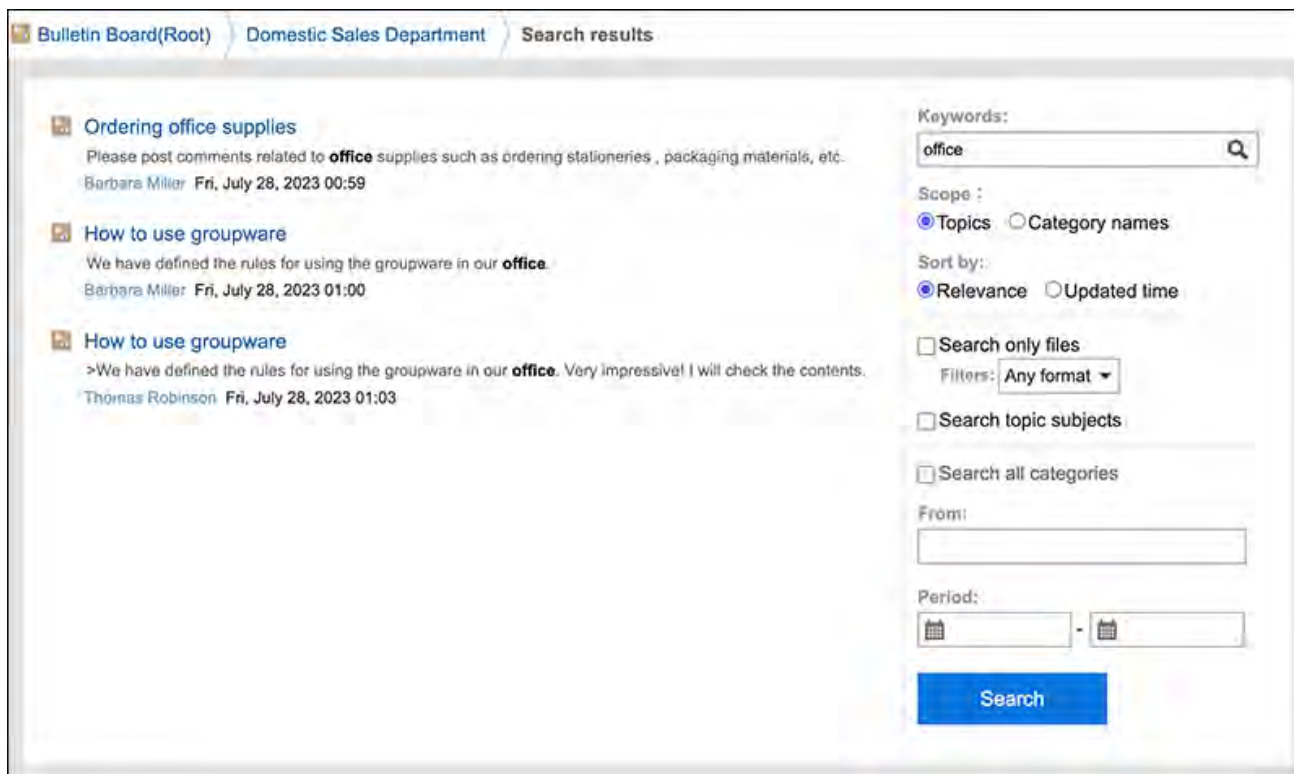 Bulletin Board(Root) Domestic Sales Department Search results
Ordering office supplies
Please post comments related to office supplies such as ordering stationeries , packaging materials, etc.
Barbara Miller Fri, July 28, 2023 00:59
How to use groupware
We have defined the rules for using the groupware in our office.
Barbara Miller Fri, July 28, 2023 01:00
How to use groupware
>We have defined the rules for using the groupware in our office. Very impressive! I will check the contents.
Thomas Robinson Fri, July 28, 2023 01:03
Keywords:
office
Scope :
Topics Category names
Sort by:
Relevance Updated time
Search only files
Filters: Any format
Search topic subjects
Search all categories
From:
Period:
-
Search